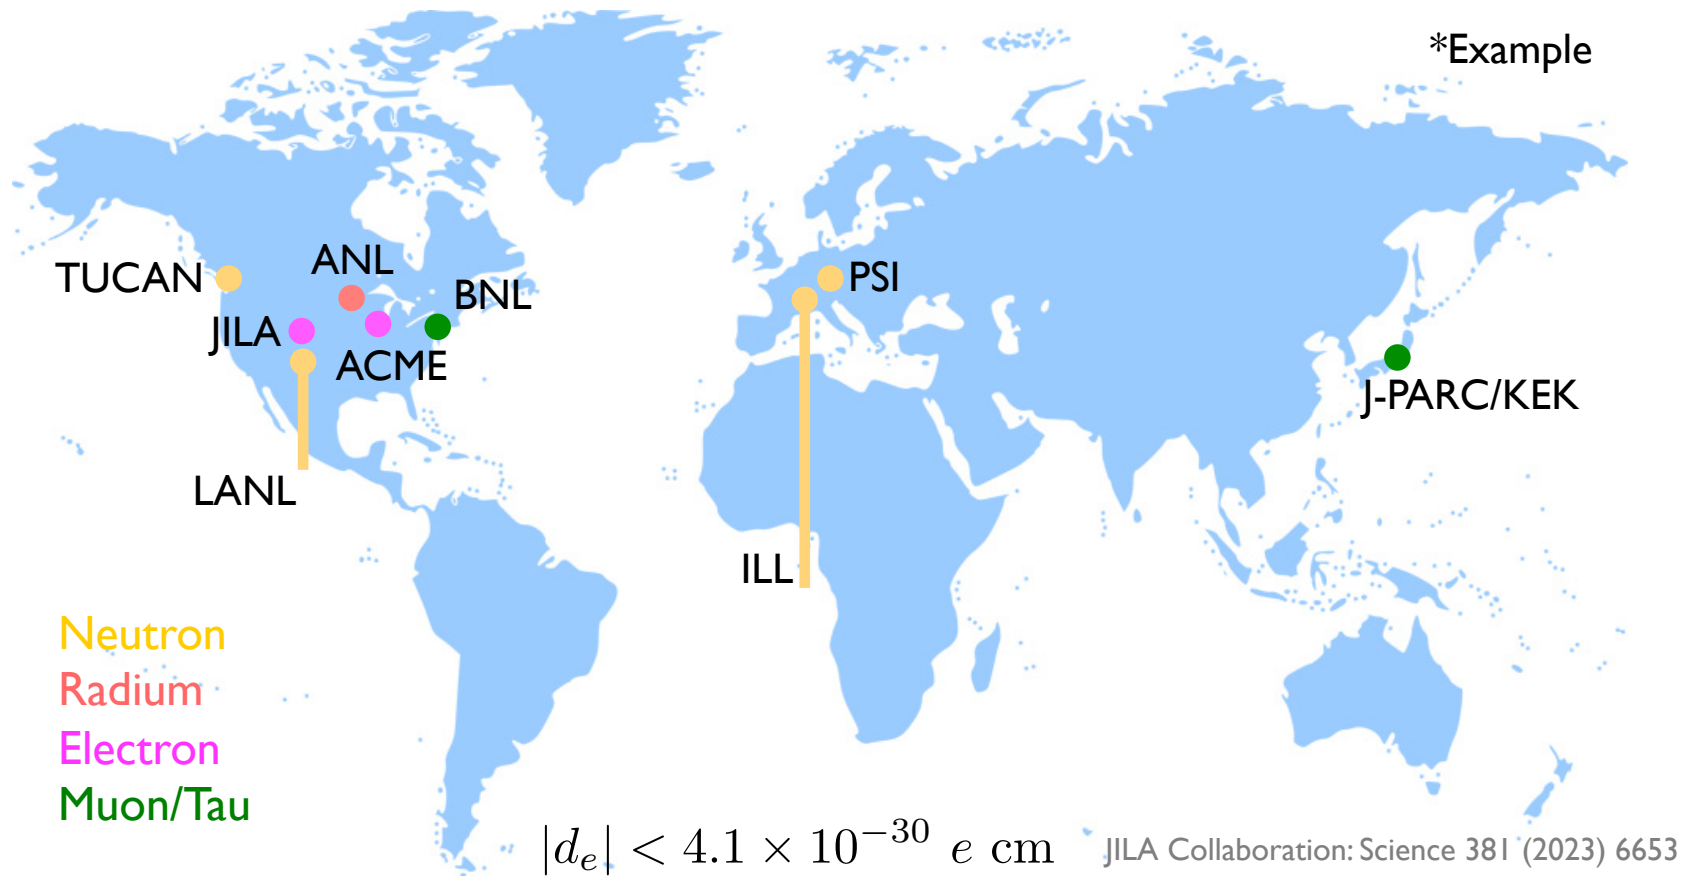 *Example
ANL
TUCAN
PSI
BNL
JILA
ACME
J-PARC/KEK
LANL
ILL
Neutron
Radium
Electron
Muon/Tau
|d_e| < 4.1 × 10^{-30} e cm
JILA Collaboration: Science 381 (2023) 6653